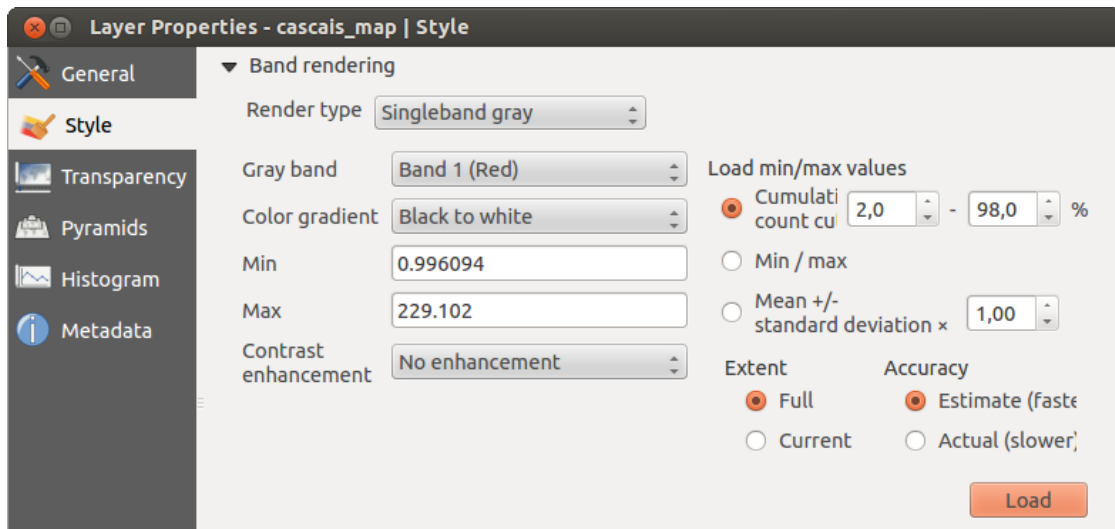 Layer Properties - cascais_map | Style
General
Style
Transparency
Pyramids
Histogram
Metadata
Band rendering
Render type Singleband gray
Gray band Band 1 (Red)
Color gradient Black to white
Min 0.996094
Max 229.102
Contrast
enhancement No enhancement
Load min/max values
Cumulati
count cu 2,0 - 98,0 %
Min / max
Mean +/-
standard deviation × 1,00
Extent Accuracy
Full Estimate (faste
Current Actual (slower)
Load